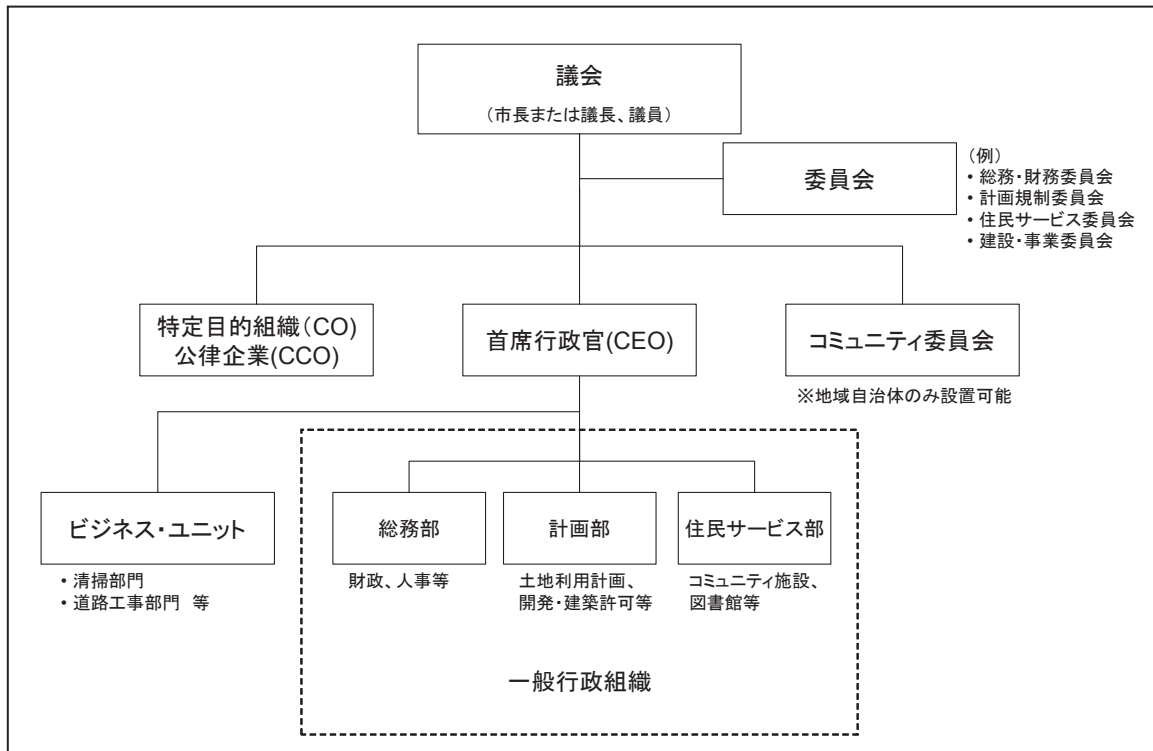 議会
（市長または議長、議員）
委員会
（例）
・総務・財務委員会
・計画規制委員会
・住民サービス委員会
・建設・事業委員会
特定目的組織（CO)
公律企業(CCO)
首席行政官(CEO)
コミュニティ委員会
※地域自治体のみ設置可能
ビジネス・ユニット
・清掃部門
・道路工事部門 等
総務部
財政、人事等
計画部
土地利用計画、
開発・建築許可等
住民サービス部
コミュニティ施設、
図書館等
一般行政組織